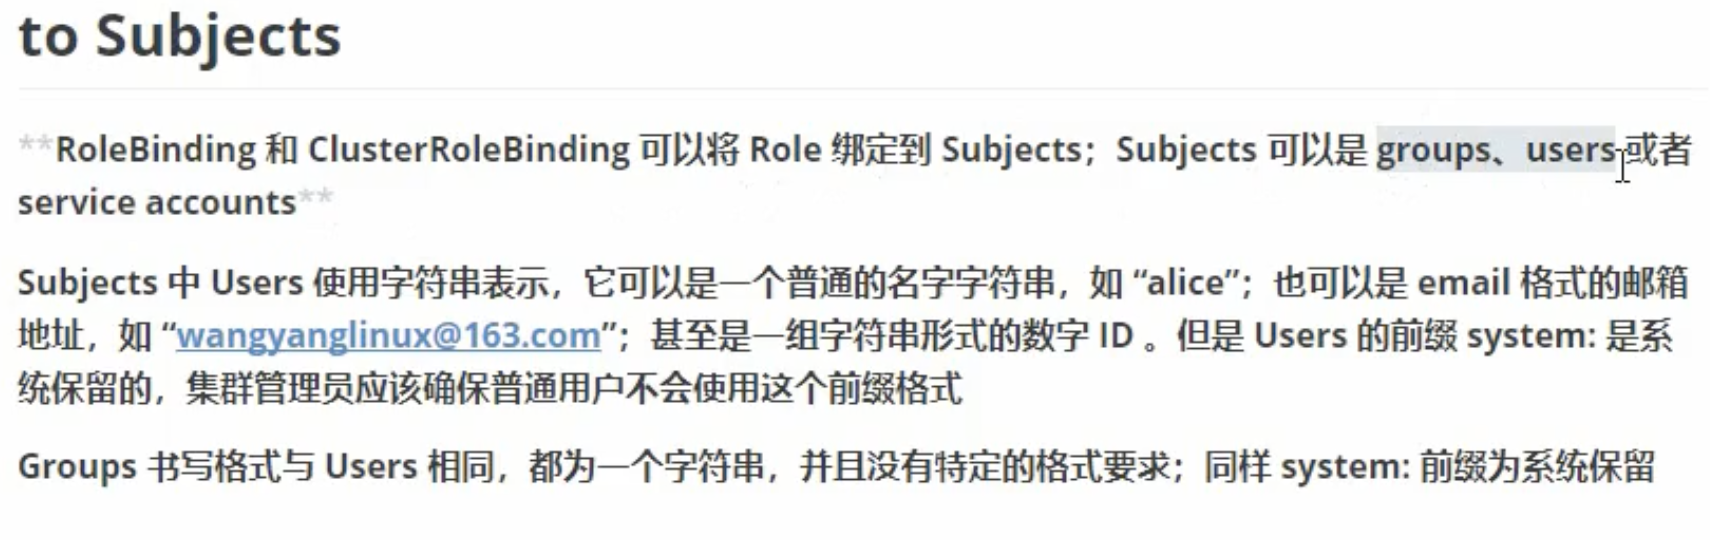 to Subjects
**RoleBinding 和 ClusterRoleBinding 可以将 Role 绑定到 Subjects；Subjects 可以是 groups、users 或者
service accounts**
Subjects 中 Users 使用字符串表示，它可以是一个普通的名字字符串，如 “alice”；也可以是 email 格式的邮箱
地址，如 “wangyanglinux@163.com”；甚至是一组字符串形式的数字 ID 。但是 Users 的前缀 system: 是系
统保留的，集群管理员应该确保普通用户不会使用这个前缀格式
Groups 书写格式与 Users 相同，都为一个字符串，并且没有特定的格式要求；同样 system: 前缀为系统保留